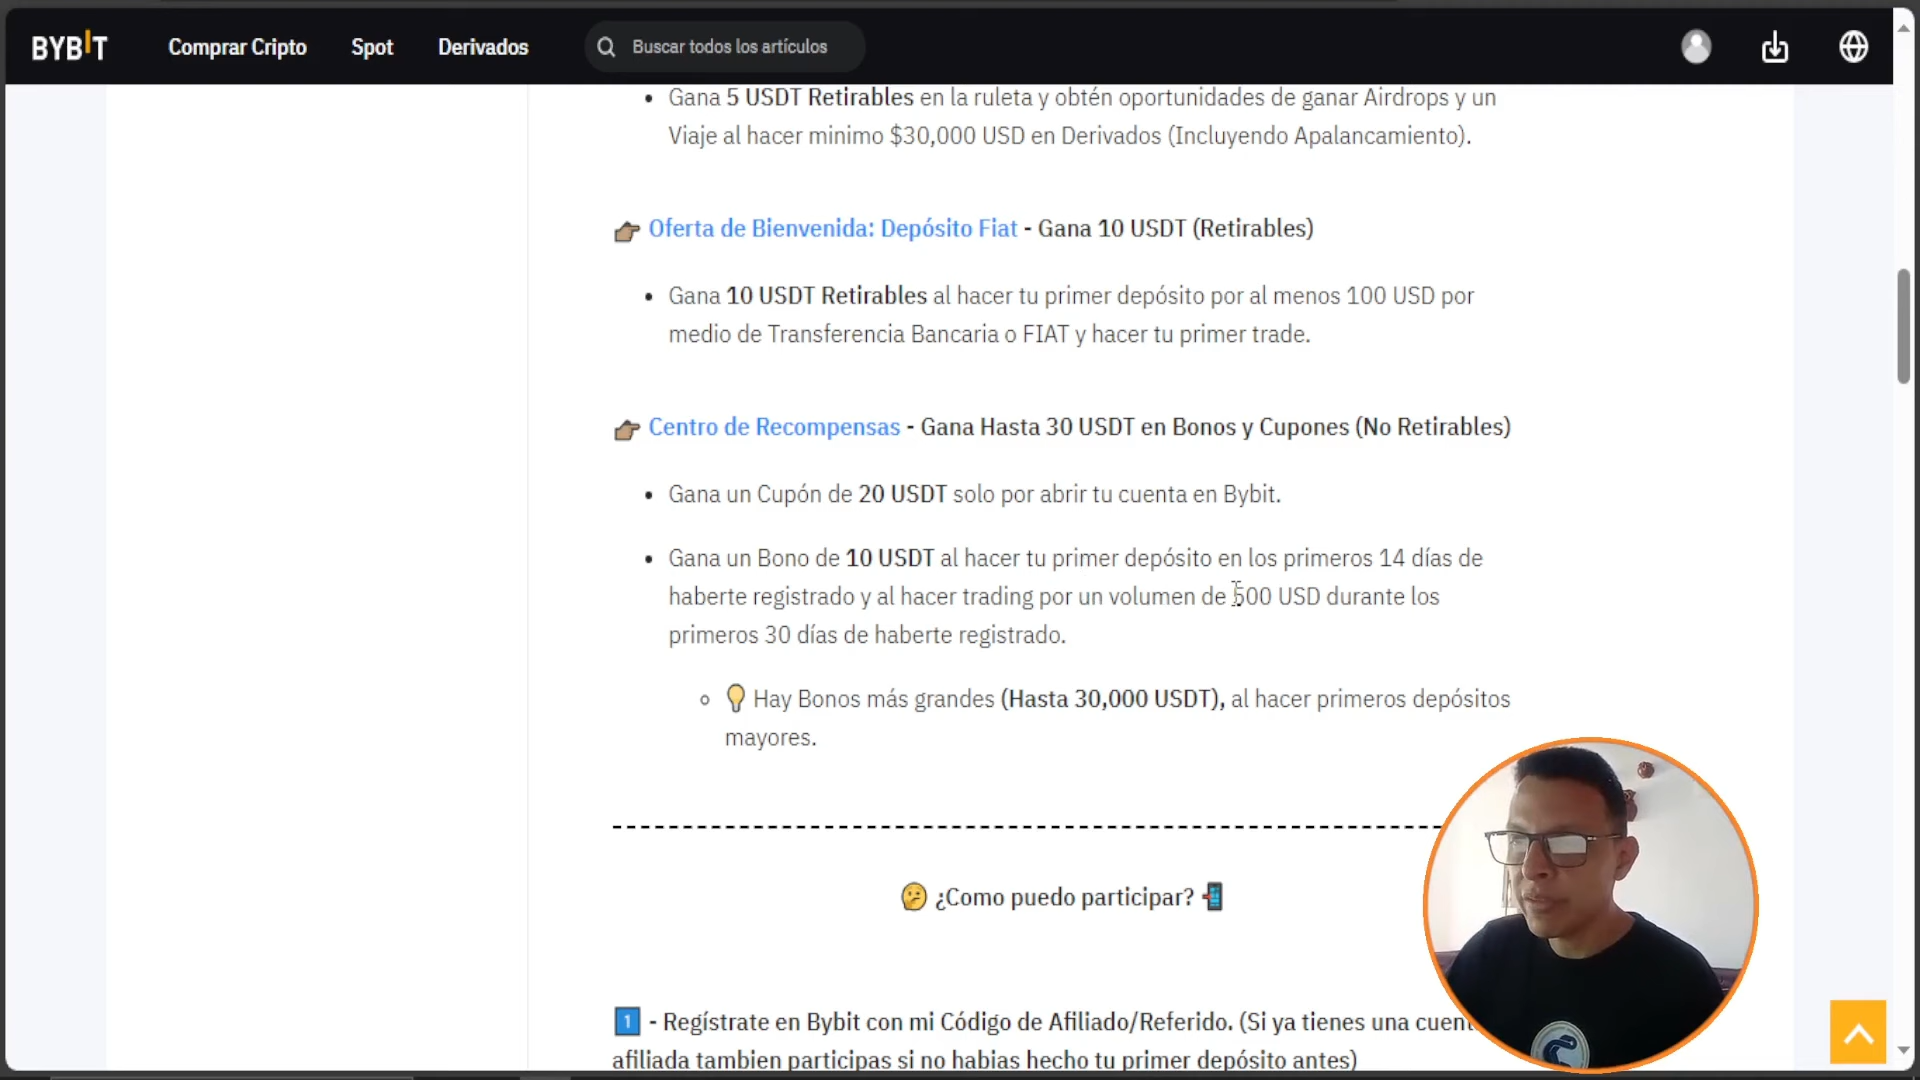 BYBIT
Comprar Cripto
Spot
Derivados
Buscar todos los artículos
• Gana 5 USDT Retirables en la ruleta y obtén oportunidades de ganar Airdrops y un
Viaje al hacer minimo $30,000 USD en Derivados (Incluyendo Apalancamiento).
👉🏽 Oferta de Bienvenida: Depósito Fiat - Gana 10 USDT (Retirables)
• Gana 10 USDT Retirables al hacer tu primer depósito por al menos 100 USD por
medio de Transferencia Bancaria o FIAT y hacer tu primer trade.
👉🏽 Centro de Recompensas - Gana Hasta 30 USDT en Bonos y Cupones (No Retirables)
• Gana un Cupón de 20 USDT solo por abrir tu cuenta en Bybit.
• Gana un Bono de 10 USDT al hacer tu primer depósito en los primeros 14 días de
haberte registrado y al hacer trading por un volumen de 500 USD durante los
primeros 30 días de haberte registrado.
○ 💡 Hay Bonos más grandes (Hasta 30,000 USDT), al hacer primeros depósitos
mayores.
🤔 ¿Como puedo participar? 📲
1️⃣ - Regístrate en Bybit con mi Código de Afiliado/Referido. (Si ya tienes una
afiliada tambien participas si no habias hecho tu primer depósito antes)